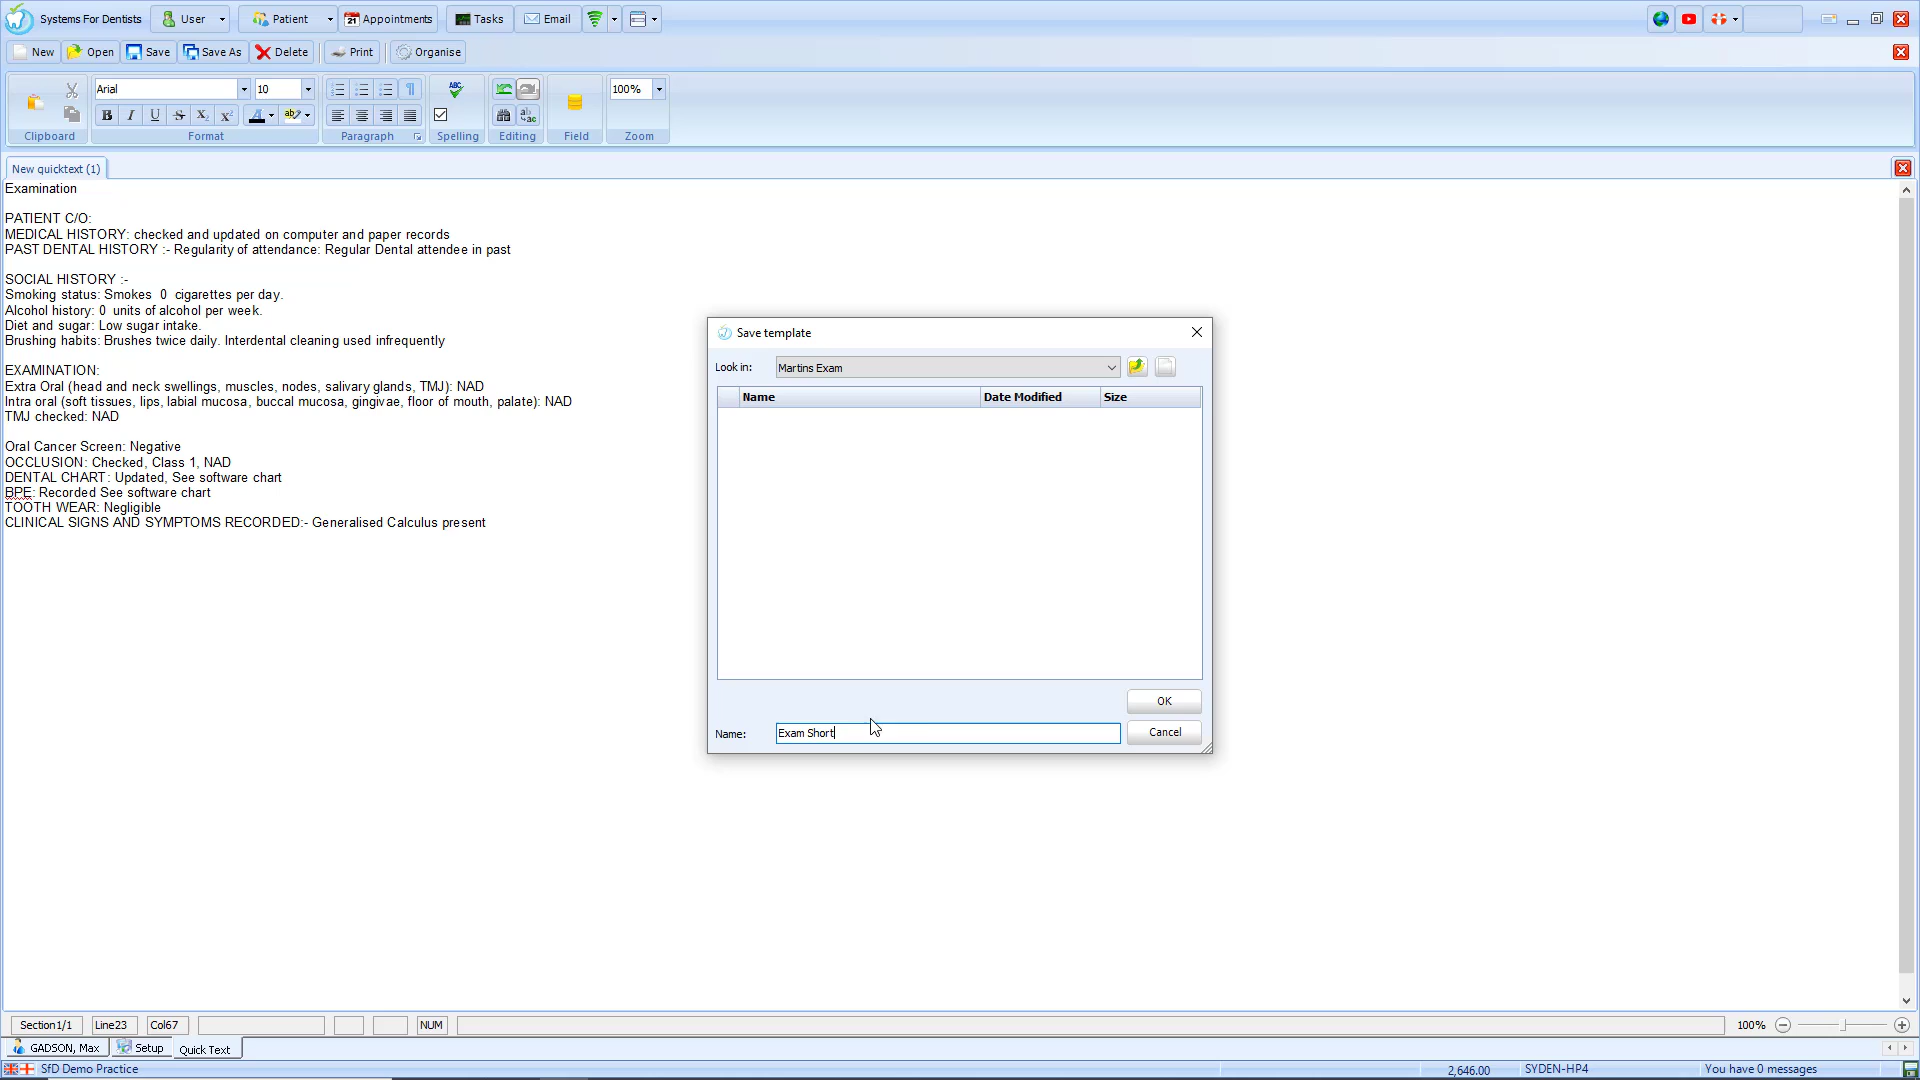 Systems For Dentists User Patient 21 Appointments Tasks Email
New Open Save Save As Delete Print Organise
Arial 10 ABC 100%
B I U S X₂ X² A ab
Clipboard Format Paragraph Spelling Editing Field Zoom
New quicktext (1)
Examination
PATIENT C/O:
MEDICAL HISTORY: checked and updated on computer and paper records
PAST DENTAL HISTORY :- Regularity of attendance: Regular Dental attendee in past
SOCIAL HISTORY :-
Smoking status: Smokes 0 cigarettes per day.
Alcohol history: 0 units of alcohol per week.
Diet and sugar: Low sugar intake.
Brushing habits: Brushes twice daily. Interdental cleaning used infrequently
EXAMINATION:
Extra Oral (head and neck swellings, muscles, nodes, salivary glands, TMJ): NAD
Intra oral (soft tissues, lips, labial mucosa, buccal mucosa, gingivae, floor of mouth, palate): NAD
TMJ checked: NAD
Oral Cancer Screen: Negative
OCCLUSION: Checked, Class 1, NAD
DENTAL CHART: Updated, See software chart
BPE: Recorded See software chart
TOOTH WEAR: Negligible
CLINICAL SIGNS AND SYMPTOMS RECORDED:- Generalised Calculus present
Save template
Look in: Martins Exam
Name Date Modified Size
OK
Name: Exam Short Cancel
Section1/1 Line23 Col67 NUM 100%
GADSON, Max Setup Quick Text
SfD Demo Practice 2,646.00 SYDEN-HP4 You have 0 messages